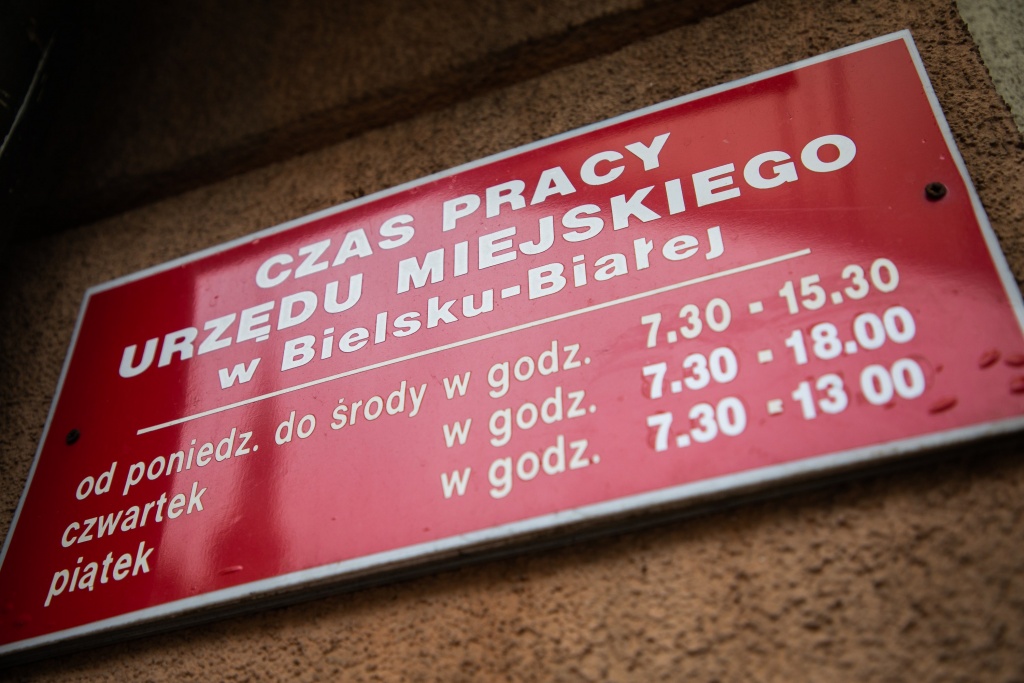 CZAS PRACY
URZĘDU MIEJSKIEGO
w Bielsku-Białej
od poniedz. do środy w godz. 7.30 - 15.30
czwartek w godz. 7.30 - 18.00
piątek w godz. 7.30 - 13 00